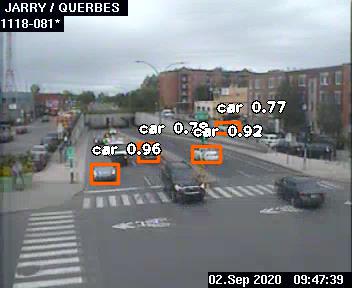 JARRY / QUERBES
1118-081*
car 0.77
car 0.78
car 0.92
car 0.96
02.Sep 2020 09:47:39